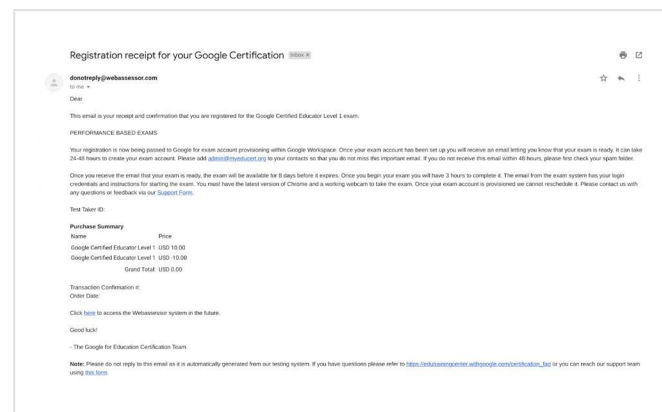 Registration receipt for your Google Certification Inbox ×
donotreply@webassessor.com
to me
Dear
This email is your receipt and confirmation that you are registered for the Google Certified Educator Level 1 exam.
PERFORMANCE BASED EXAMS
Your registration is now being passed to Google for exam account provisioning within Google Workspace. Once your exam account has been set up you will receive an email letting you know that your exam is ready. It can take
24-48 hours to create your exam account. Please add admin@myeducert.org to your contacts so that you do not miss this important email. If you do not receive this email within 48 hours, please first check your spam folder.
Once you receive the email that your exam is ready, the exam will be available for 8 days before it expires. Once you begin your exam you will have 3 hours to complete it. The email from the exam system has your login
credentials and instructions for starting the exam. You must have the latest version of Chrome and a working webcam to take the exam. Once your exam account is provisioned we cannot reschedule it. Please contact us with
any questions or feedback via our Support Form.
Test Taker ID:
Purchase Summary
Name Price
Google Certified Educator Level 1 USD 10.00
Google Certified Educator Level 1 USD -10.00
Grand Total: USD 0.00
Transaction Confirmation #:
Order Date:
Click here to access the Webassessor system in the future.
Good luck!
- The Google for Education Certification Team
Note: Please do not reply to this email as it is automatically generated from our testing system. If you have questions please refer to or you can reach our support team
using this form.